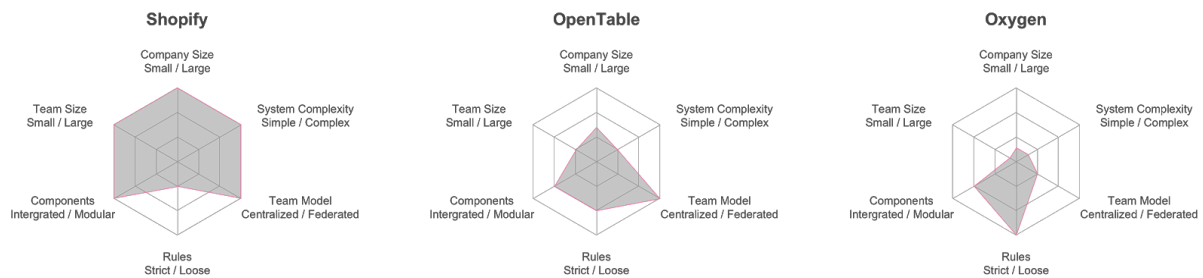 Shopify
Company Size
Small / Large
Team Size
Small / Large
System Complexity
Simple / Complex
Components
Intergrated / Modular
Team Model
Centralized / Federated
Rules
Strict / Loose
OpenTable
Company Size
Small / Large
Team Size
Small / Large
System Complexity
Simple / Complex
Components
Intergrated / Modular
Team Model
Centralized / Federated
Rules
Strict / Loose
Oxygen
Company Size
Small / Large
Team Size
Small / Large
System Complexity
Simple / Complex
Components
Intergrated / Modular
Team Model
Centralized / Federated
Rules
Strict / Loose